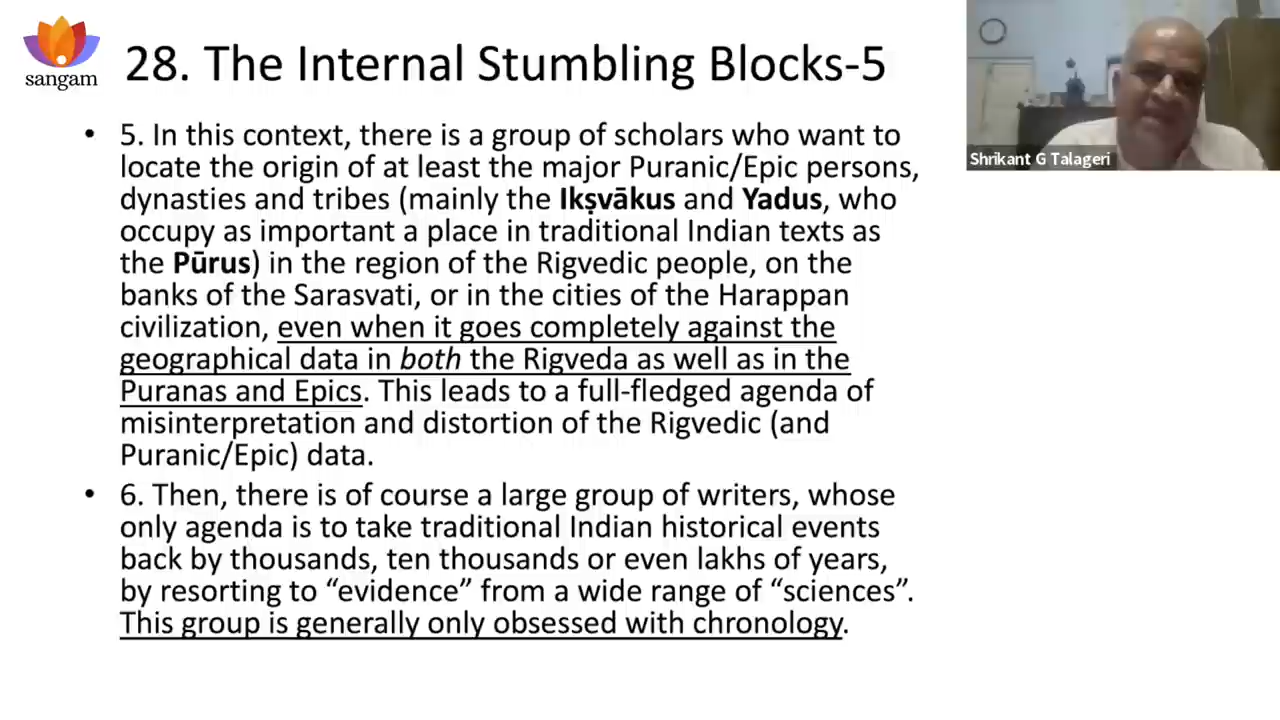 sangam
28. The Internal Stumbling Blocks-5
Shrikant G Talageri
• 5. In this context, there is a group of scholars who want to
locate the origin of at least the major Puranic/Epic persons,
dynasties and tribes (mainly the Ikṣvākus and Yadus, who
occupy as important a place in traditional Indian texts as
the Pūrus) in the region of the Rigvedic people, on the
banks of the Sarasvati, or in the cities of the Harappan
civilization, even when it goes completely against the
geographical data in both the Rigveda as well as in the
Puranas and Epics. This leads to a full-fledged agenda of
misinterpretation and distortion of the Rigvedic (and
Puranic/Epic) data.
• 6. Then, there is of course a large group of writers, whose
only agenda is to take traditional Indian historical events
back by thousands, ten thousands or even lakhs of years,
by resorting to “evidence” from a wide range of “sciences”.
This group is generally only obsessed with chronology.